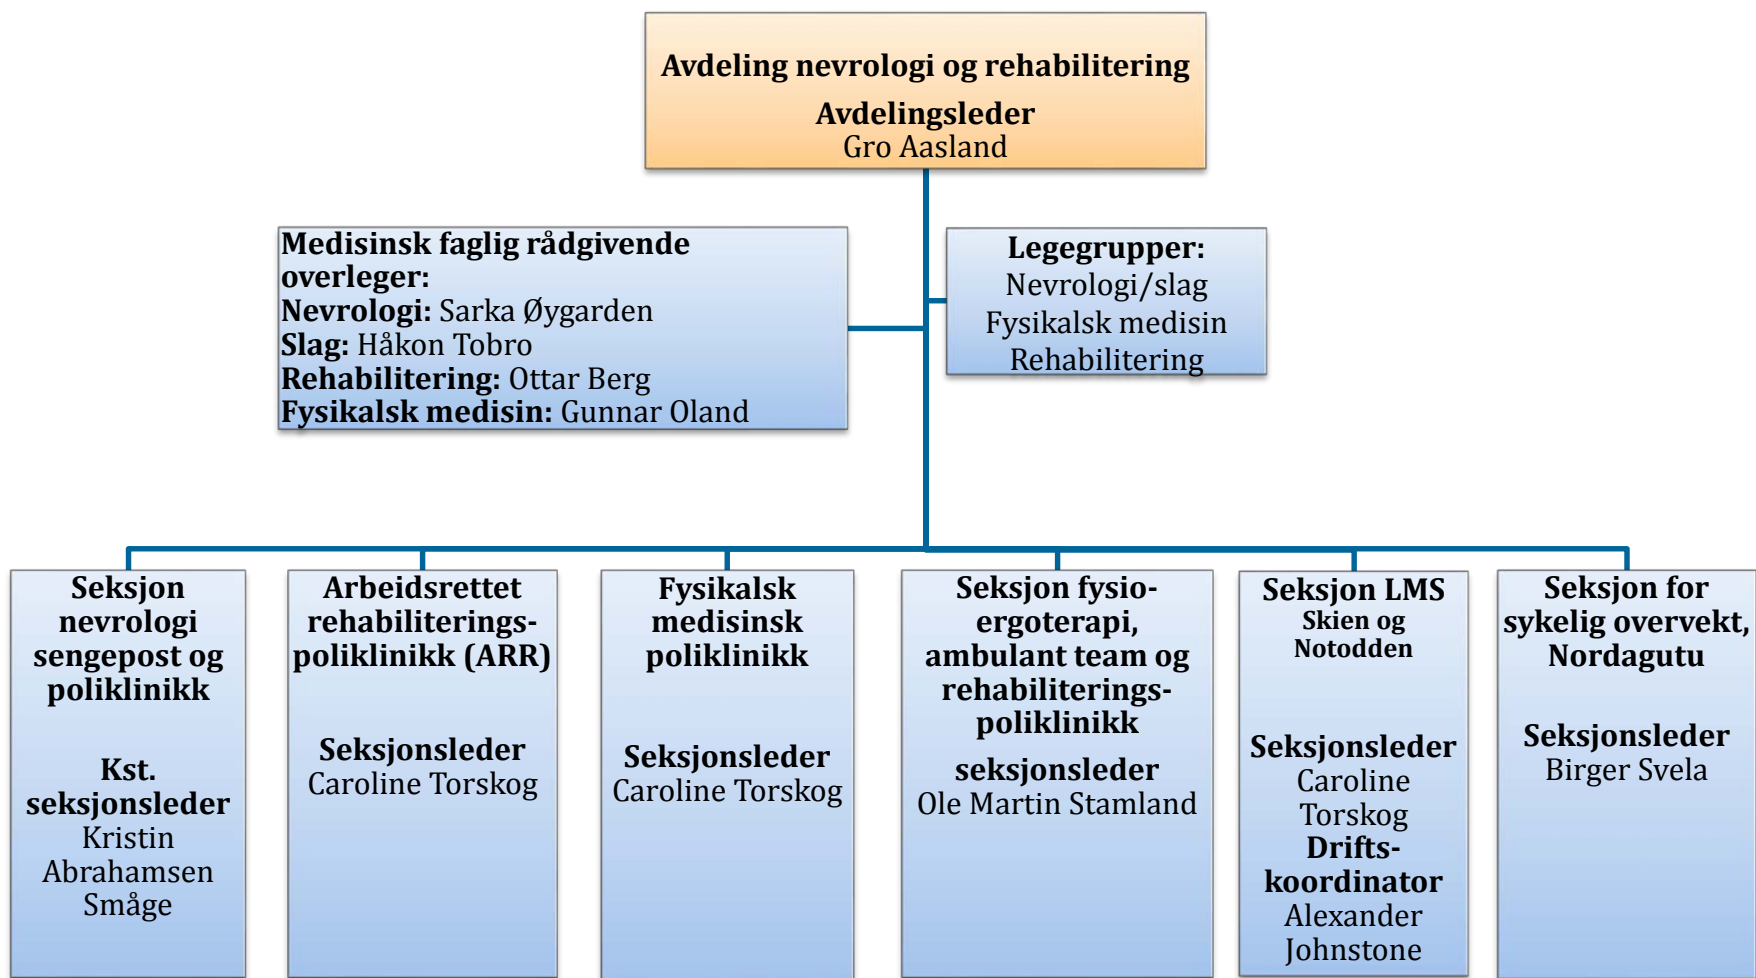 Avdeling nevrologi og rehabilitering
Avdelingsleder
Gro Aasland
Medisinsk faglig rådgivende
overleger:
Nevrologi: Sarka Øygarden
Slag: Håkon Tobro
Rehabilitering: Ottar Berg
Fysikalsk medisin: Gunnar Oland
Legegrupper:
Nevrologi/slag
Fysikalsk medisin
Rehabilitering
Seksjon
nevrologi
sengepost og
poliklinikk
Kst.
seksjonsleder
Kristin
Abrahamsen
Småge
Arbeidsrettet
rehabiliterings-
poliklinikk (ARR)
Seksjonsleder
Caroline Torskog
Fysikalsk
medisinsk
poliklinikk
Seksjonsleder
Caroline Torskog
Seksjon fysio-
ergoterapi,
ambulant team og
rehabiliterings-
poliklinikk
seksjonsleder
Ole Martin Stamland
Seksjon LMS
Skien og
Notodden
Seksjonsleder
Caroline
Torskog
Drifts-
koordinator
Alexander
Johnstone
Seksjon for
sykelig overvekt,
Nordagutu
Seksjonsleder
Birger Svela